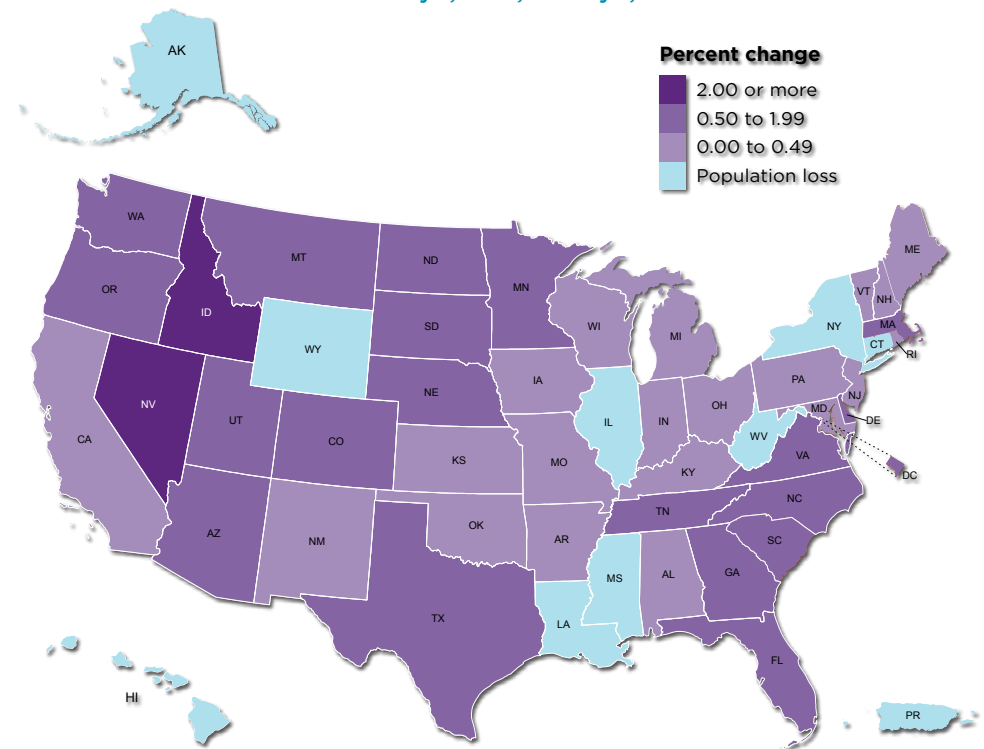 AK
Percent change
2.00 or more
0.50 to 1.99
0.00 to 0.49
Population loss
WA
MT
ND
MN
ME
VT
NH
OR
ID
SD
WI
MI
NY
MA
CT
RI
WY
NV
NE
IA
PA
NJ
UT
CO
IL
IN
OH
MD
DE
CA
KS
MO
WV
VA
DC
KY
AZ
NM
OK
AR
TN
NC
SC
MS
AL
GA
TX
LA
FL
HI
PR